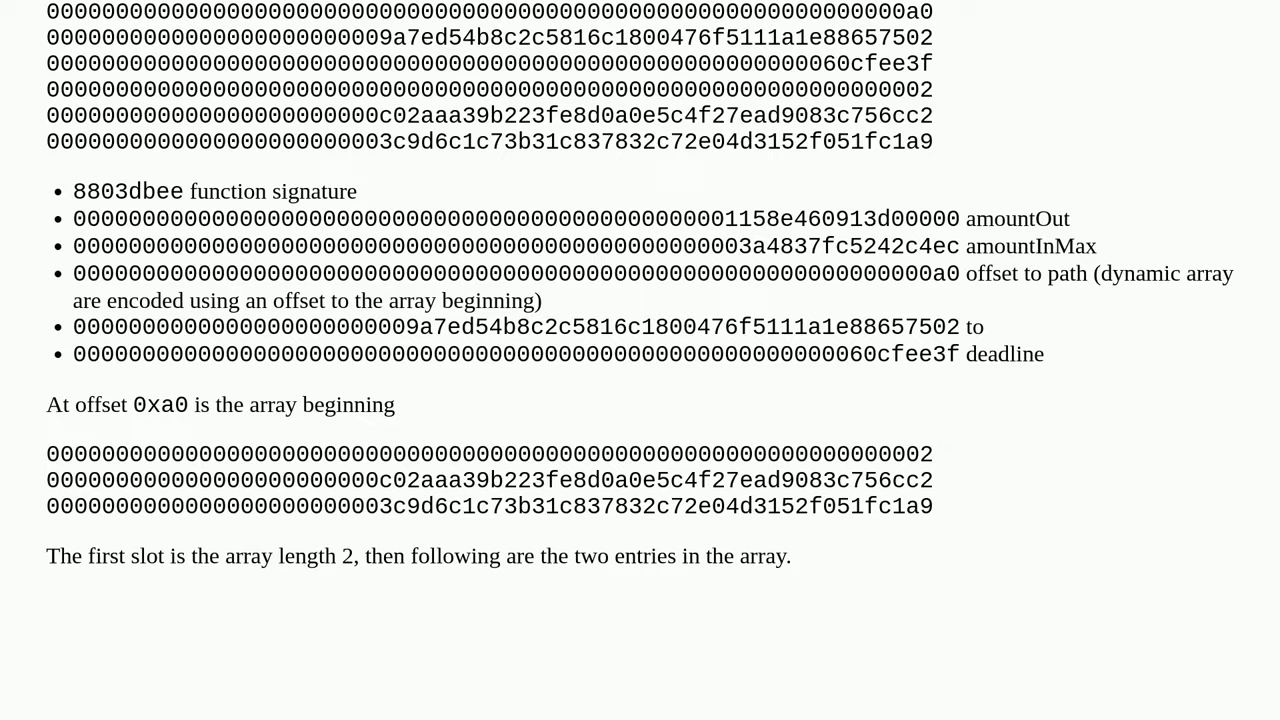 00000000000000000000000000000000000000000000000000000000000000a0
0000000000000000000000009a7ed54b8c2c5816c1800476f5111a1e88657502
0000000000000000000000000000000000000000000000000000000060cfee3f
0000000000000000000000000000000000000000000000000000000000000002
000000000000000000000000c02aaa39b223fe8d0a0e5c4f27ead9083c756cc2
0000000000000000000000003c9d6c1c73b31c837832c72e04d3152f051fc1a9
• 8803dbee function signature
• 000000000000000000000000000000000000000000000001158e460913d00000 amountOut
• 0000000000000000000000000000000000000000000000003a4837fc5242c4ec amountInMax
• 00000000000000000000000000000000000000000000000000000000000000a0 offset to path (dynamic array
are encoded using an offset to the array beginning)
• 0000000000000000000000009a7ed54b8c2c5816c1800476f5111a1e88657502 to
• 0000000000000000000000000000000000000000000000000000000060cfee3f deadline
At offset 0xa0 is the array beginning
0000000000000000000000000000000000000000000000000000000000000002
000000000000000000000000c02aaa39b223fe8d0a0e5c4f27ead9083c756cc2
0000000000000000000000003c9d6c1c73b31c837832c72e04d3152f051fc1a9
The first slot is the array length 2, then following are the two entries in the array.